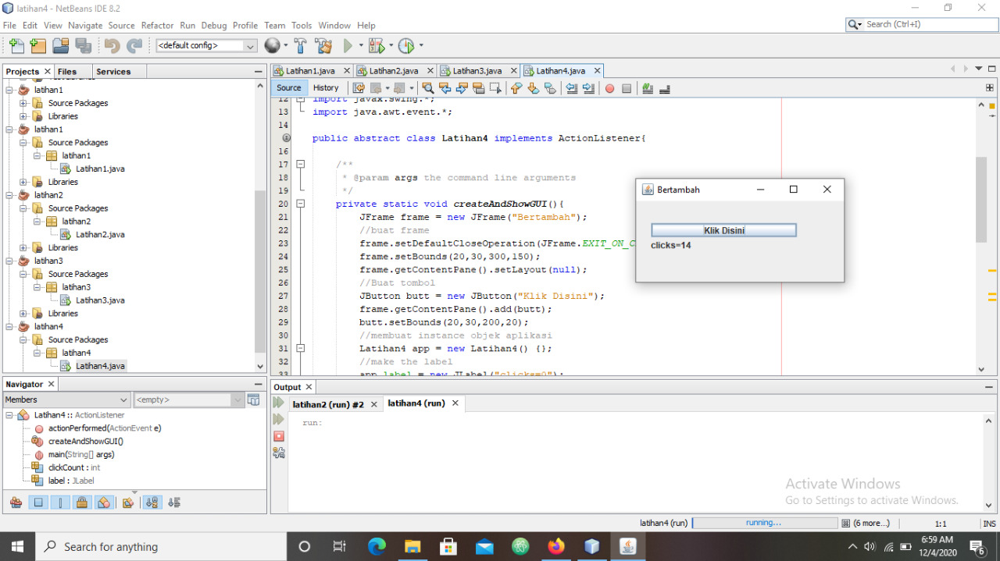 latihan4 - NetBeans IDE 8.2
File Edit View Navigate Source Refactor Run Debug Profile Team Tools Window Help
Search (Ctrl+I)
<default config>
Projects Files Services
latihan1
Source Packages
Libraries
latihan1
Source Packages
latihan1
Latihan1.java
Libraries
latihan2
Source Packages
latihan2
Latihan2.java
Libraries
latihan3
Source Packages
latihan3
Latihan3.java
Libraries
latihan4
Source Packages
latihan4
Latihan4.java
Navigator
Members <empty>
Latihan4 :: ActionListener
actionPerformed(ActionEvent e)
createAndShowGUI()
main(String[] args)
clickCount : int
label : JLabel
Latihan1.java Latihan2.java Latihan3.java Latihan4.java
Source History
12 import javax.swing.*;
13 import java.awt.event.*;
14
public abstract class Latihan4 implements ActionListener{
16
17 /**
18 * @param args the command line arguments
19 */
20 private static void createAndShowGUI(){
21 JFrame frame = new JFrame("Bertambah");
22 //buat frame
23 frame.setDefaultCloseOperation(JFrame.EXIT_ON_C
24 frame.setBounds(20,30,300,150);
25 frame.getContentPane().setLayout(null);
26 //Buat tombol
27 JButton butt = new JButton("Klik Disini");
28 frame.getContentPane().add(butt);
29 butt.setBounds(20,30,200,20);
30 //membuat instance objek aplikasi
31 Latihan4 app = new Latihan4() {};
32 //make the label
33 app.label = new JLabel("clicks=0");
Bertambah
Klik Disini
clicks=14
Output
latihan2 (run) #2 latihan4 (run)
run:
Activate Windows
Go to Settings to activate Windows.
latihan4 (run) running... (6 more...) 1:1 INS
Search for anything
6:59 AM
12/4/2020
6